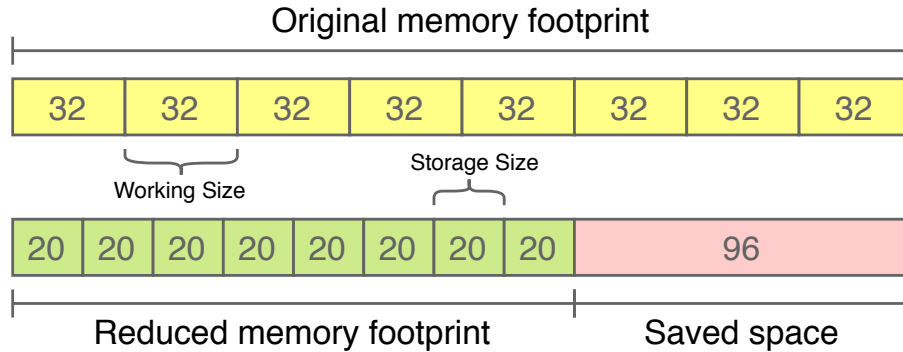 Original memory footprint
32 32 32 32 32 32 32 32
Storage Size
Working Size
20 20 20 20 20 20 20 20 96
Reduced memory footprint Saved space